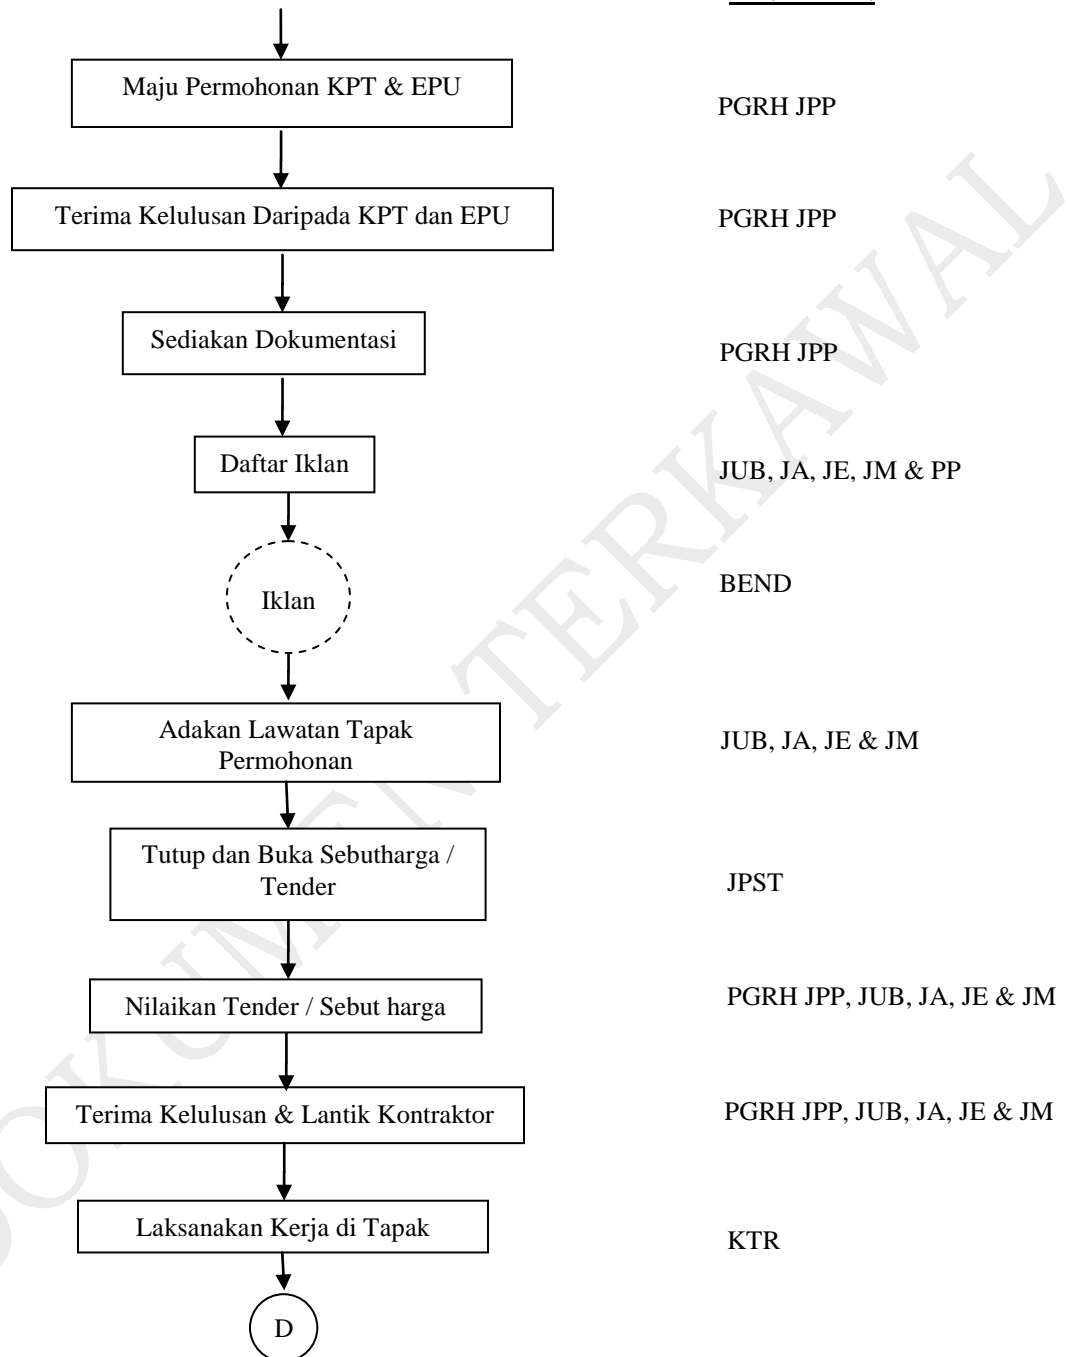 Maju Permohonan KPT & EPU
PGRH JPP
Terima Kelulusan Daripada KPT dan EPU
PGRH JPP
Sediakan Dokumentasi
PGRH JPP
Daftar Iklan
JUB, JA, JE, JM & PP
Iklan
BEND
Adakan Lawatan Tapak
Permohonan
JUB, JA, JE & JM
Tutup dan Buka Sebutharga /
Tender
JPST
Nilaikan Tender / Sebut harga
PGRH JPP, JUB, JA, JE & JM
Terima Kelulusan & Lantik Kontraktor
PGRH JPP, JUB, JA, JE & JM
Laksanakan Kerja di Tapak
KTR
D
DOKUMEN TERKAWAL